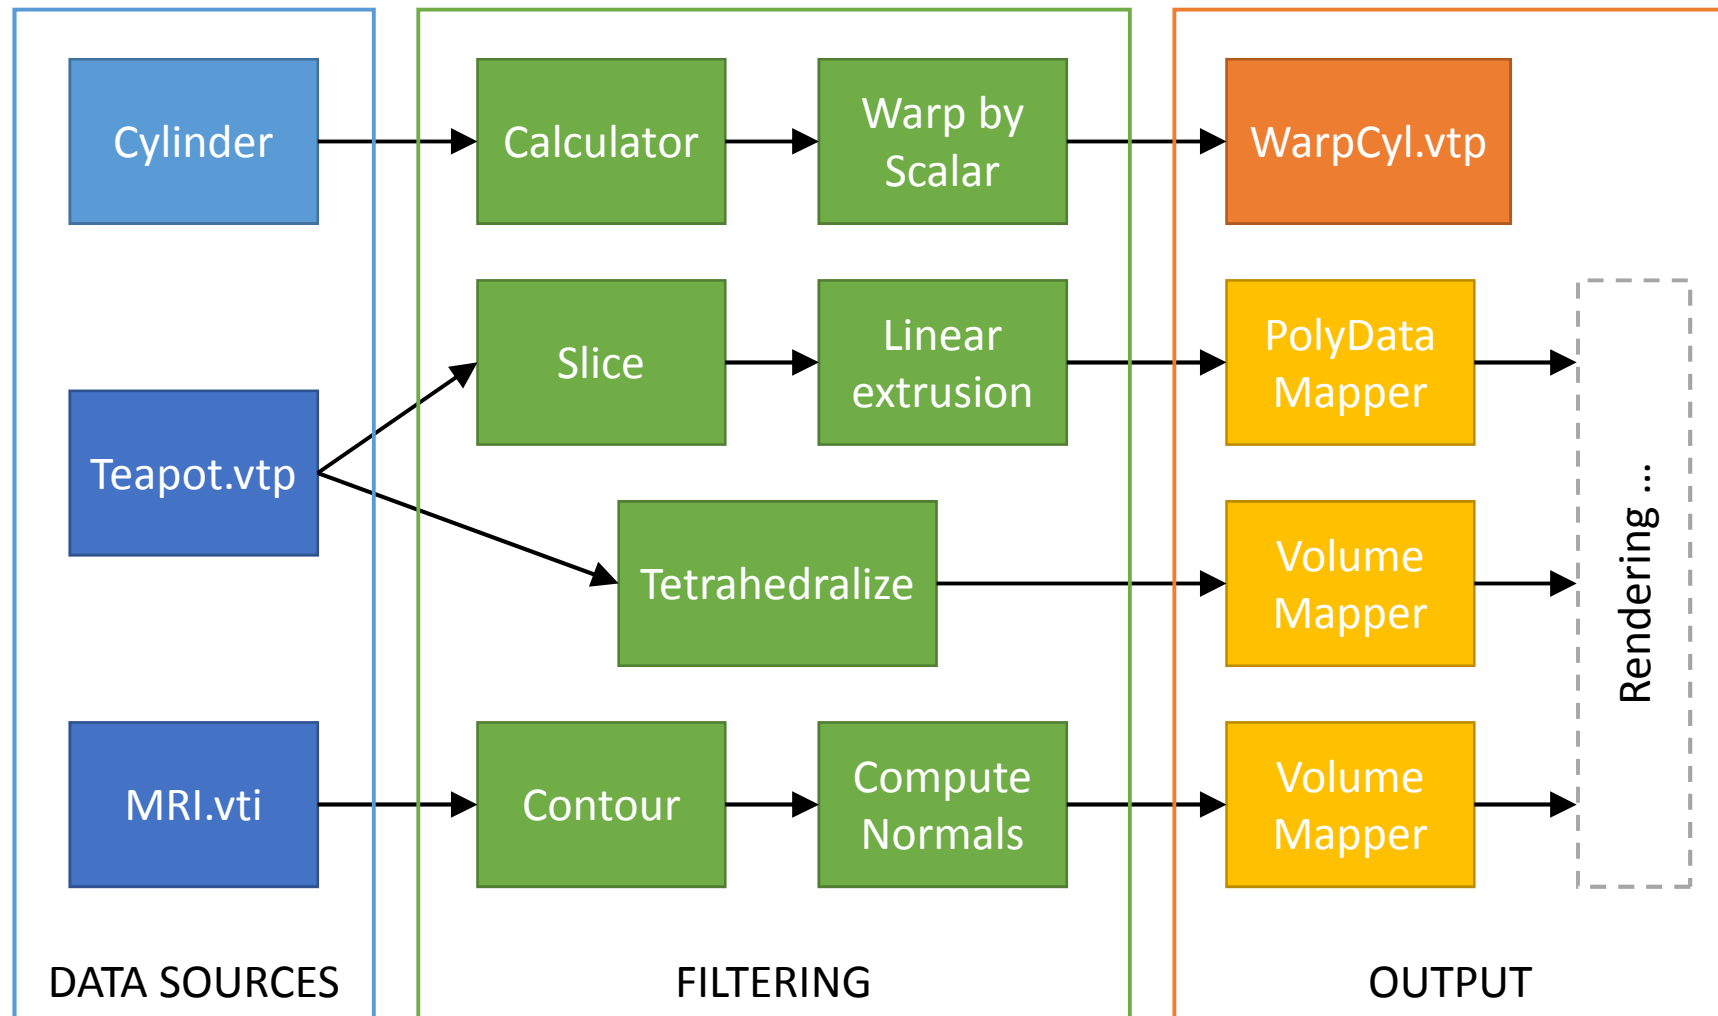 Cylinder
Calculator
Warp by
Scalar
WarpCyl.vtp
Teapot.vtp
Slice
Linear
extrusion
PolyData
Mapper
Tetrahedralize
Volume
Mapper
Rendering ...
MRI.vti
Contour
Compute
Normals
Volume
Mapper
DATA SOURCES
FILTERING
OUTPUT